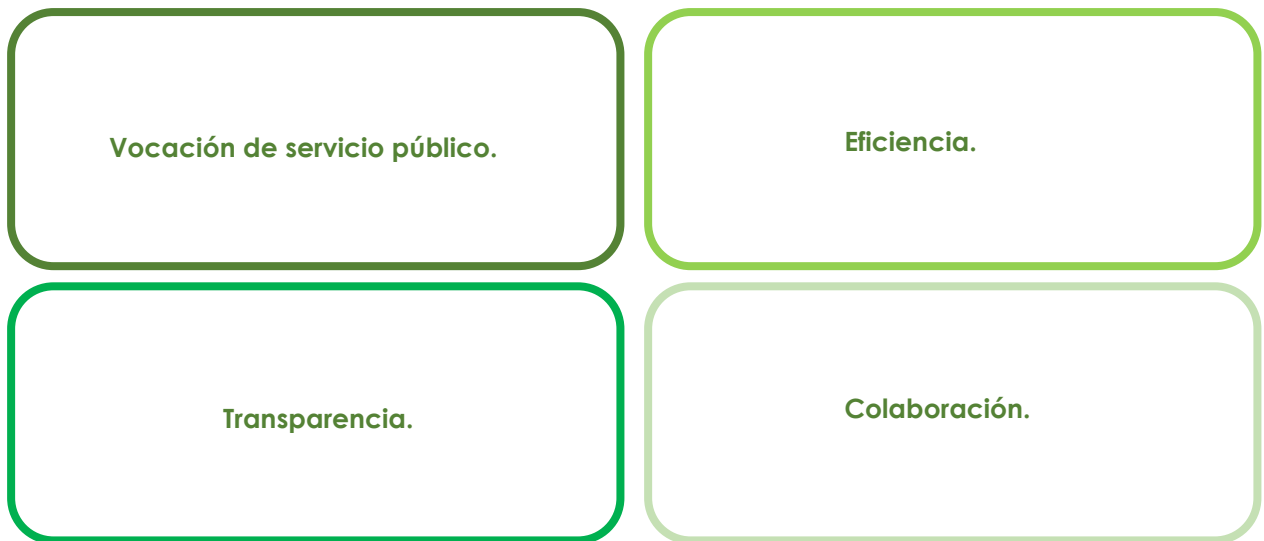 Vocación de servicio público.
Eficiencia.
Transparencia.
Colaboración.